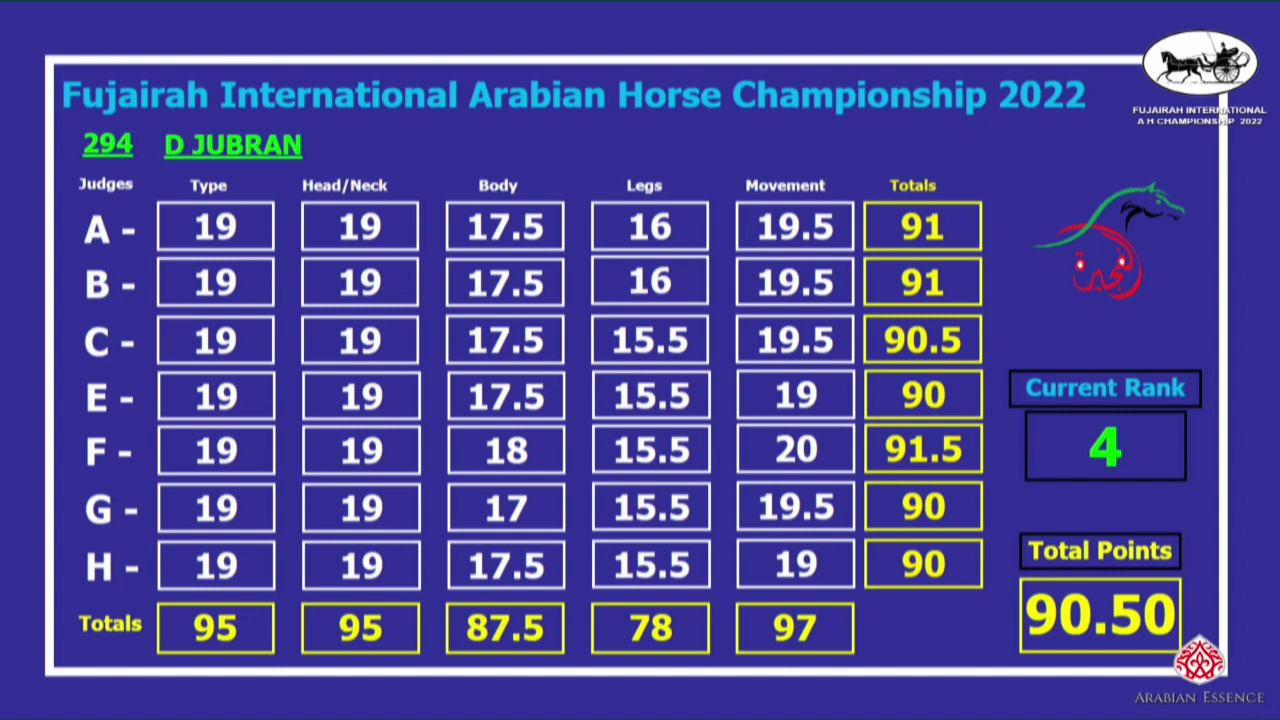 Fujairah International Arabian Horse Championship 2022
FUJAIRAH INTERNATIONAL
A H CHAMPIONSHIP 2022
294 D JUBRAN
Judges Type Head/Neck Body Legs Movement Totals
A - 19 19 17.5 16 19.5 91
B - 19 19 17.5 16 19.5 91
C - 19 19 17.5 15.5 19.5 90.5
E - 19 19 17.5 15.5 19 90
F - 19 19 18 15.5 20 91.5
G - 19 19 17 15.5 19.5 90
H - 19 19 17.5 15.5 19 90
Totals 95 95 87.5 78 97
الفجيرة
Current Rank
4
Total Points
90.50
ARABIAN ESSENCE